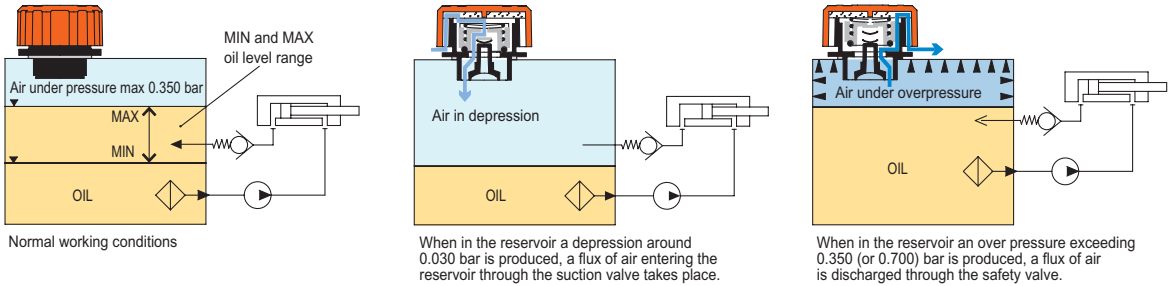 MIN and MAX
oil level range
Air under pressure max 0.350 bar
MAX
MIN
OIL
Normal working conditions
Air in depression
OIL
When in the reservoir a depression around
0.030 bar is produced, a flux of air entering the
reservoir through the suction valve takes place.
Air under overpressure
OIL
When in the reservoir an over pressure exceeding
0.350 (or 0.700) bar is produced, a flux of air
is discharged through the safety valve.